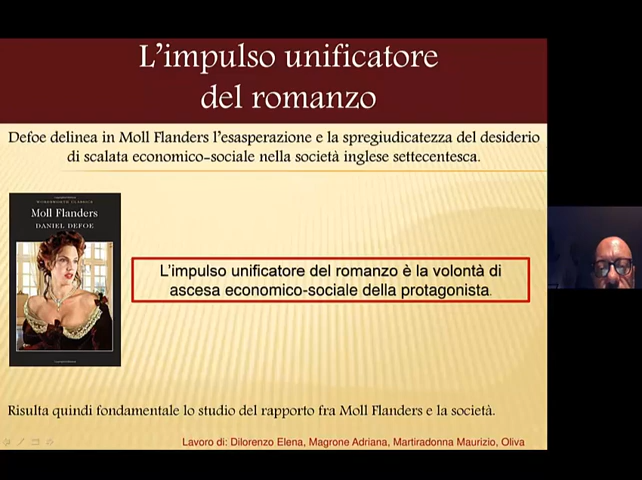 L'impulso unificatore
del romanzo
Defoe delinea in Moll Flanders l'esasperazione e la spregiudicatezza del desiderio
di scalata economico-sociale nella società inglese settecentesca.
WORDSWORTH CLASSICS
Moll Flanders
DANIEL DEFOE
L'impulso unificatore del romanzo è la volontà di
ascesa economico-sociale della protagonista.
Risulta quindi fondamentale lo studio del rapporto fra Moll Flanders e la società.
Lavoro di: Dilorenzo Elena, Magrone Adriana, Martiradonna Maurizio, Oliva